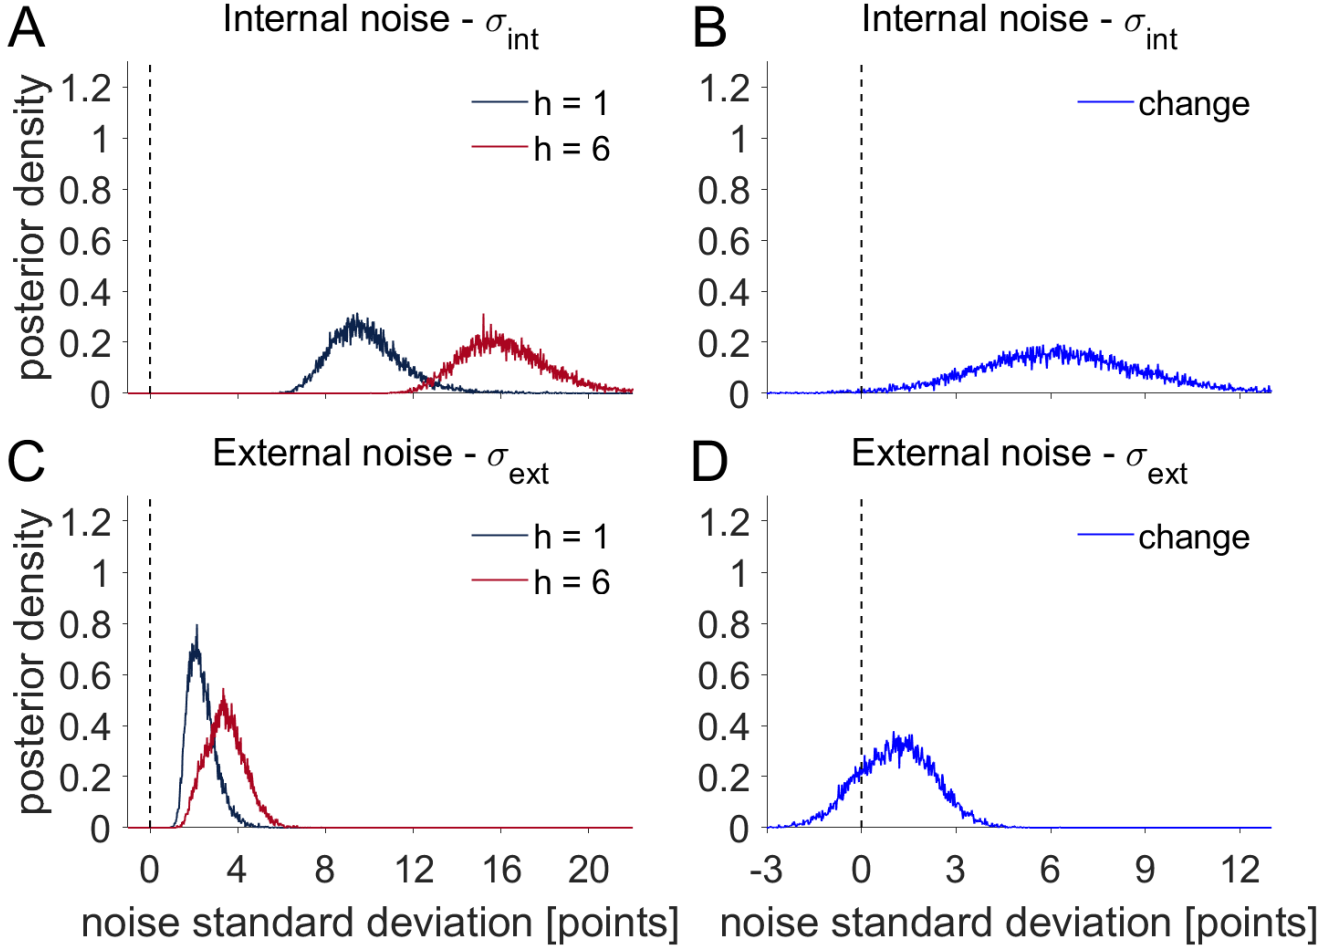 A
Internal noise - σint
posterior density
1.2
1
0.8
0.6
0.4
0.2
0
h = 1
h = 6
B
Internal noise - σint
1.2
1
0.8
0.6
0.4
0.2
0
change
C
External noise - σext
posterior density
1.2
1
0.8
0.6
0.4
0.2
0
h = 1
h = 6
0 4 8 12 16 20
noise standard deviation [points]
D
External noise - σext
1.2
1
0.8
0.6
0.4
0.2
0
change
-3 0 3 6 9 12
noise standard deviation [points]